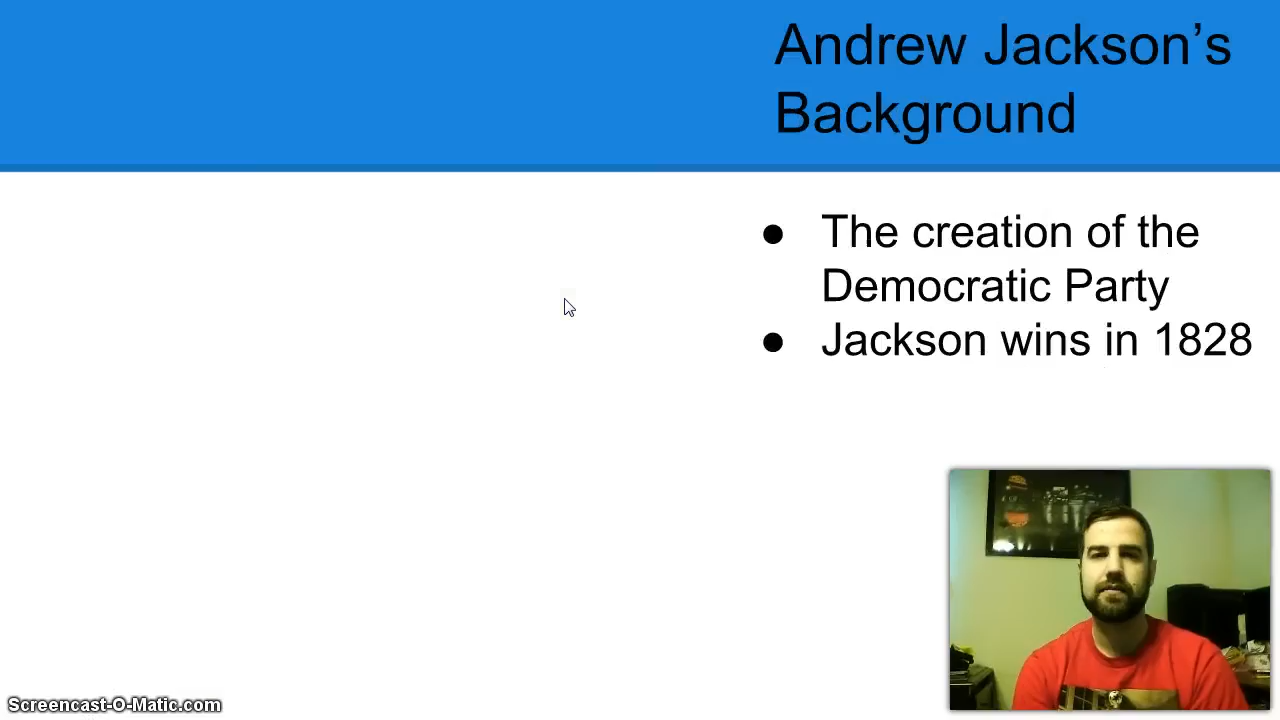 Andrew Jackson’s
Background
● The creation of the
Democratic Party
● Jackson wins in 1828
Screencast-O-Matic.com